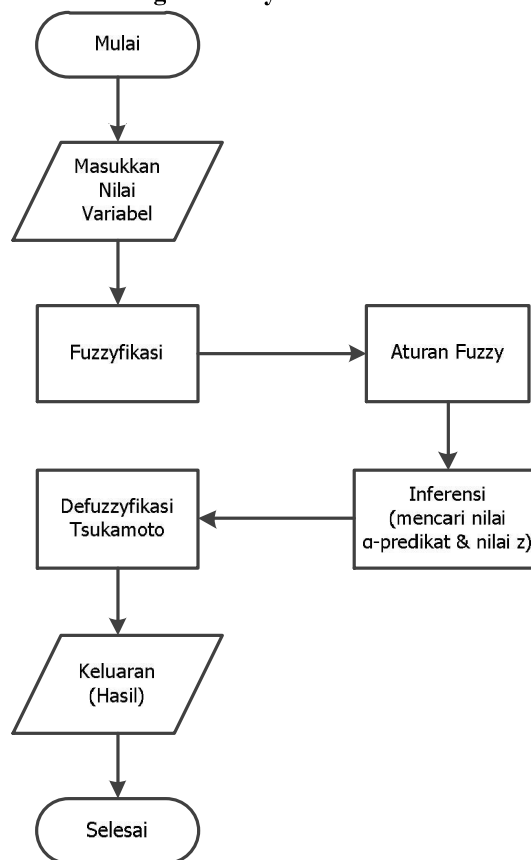 Mulai
Masukkan
Nilai
Variabel
Fuzzyfikasi
Aturan Fuzzy
Inferensi
(mencari nilai
α-predikat & nilai z)
Defuzzyfikasi
Tsukamoto
Keluaran
(Hasil)
Selesai